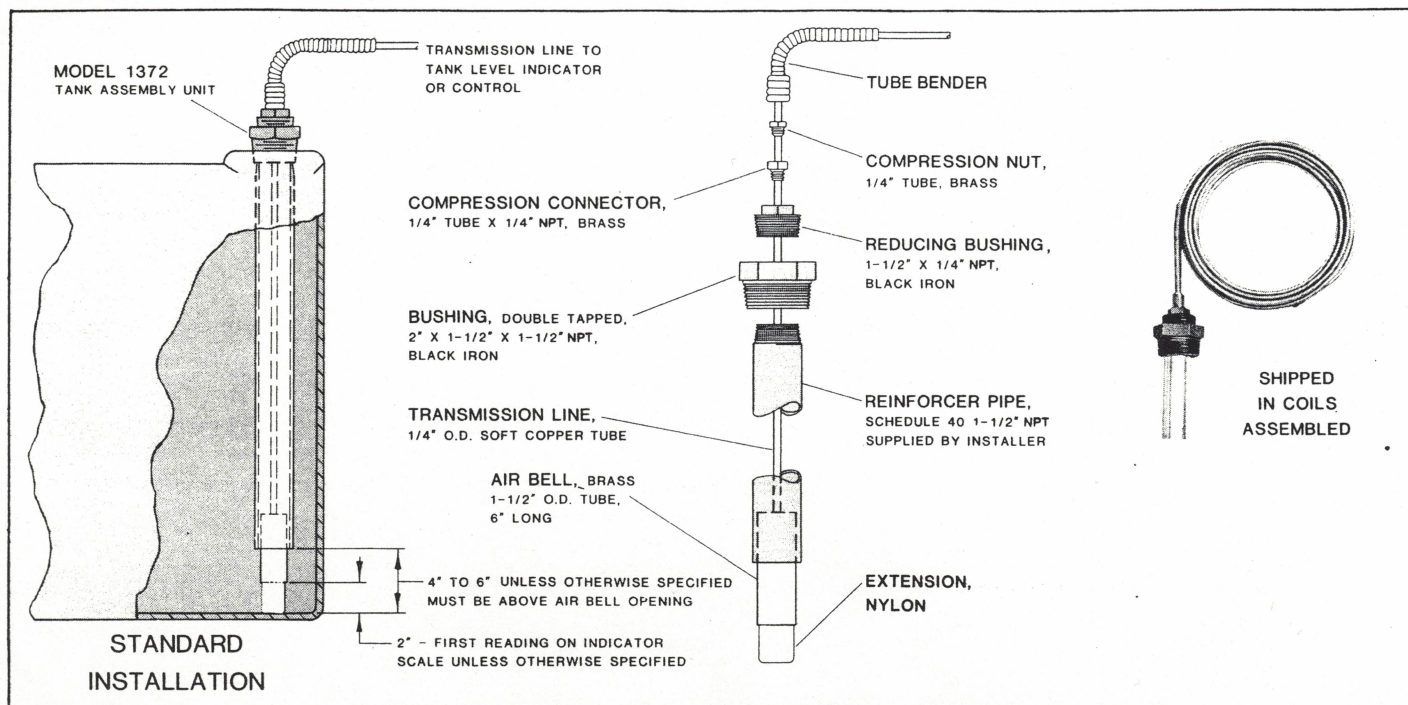 MODEL 1372
TANK ASSEMBLY UNIT
TRANSMISSION LINE TO
TANK LEVEL INDICATOR
OR CONTROL
4" TO 6" UNLESS OTHERWISE SPECIFIED
MUST BE ABOVE AIR BELL OPENING
2" - FIRST READING ON INDICATOR
SCALE UNLESS OTHERWISE SPECIFIED
STANDARD
INSTALLATION
TUBE BENDER
COMPRESSION NUT,
1/4" TUBE, BRASS
COMPRESSION CONNECTOR,
1/4" TUBE X 1/4" NPT, BRASS
REDUCING BUSHING,
1-1/2" X 1/4" NPT,
BLACK IRON
BUSHING, DOUBLE TAPPED,
2" X 1-1/2" X 1-1/2" NPT,
BLACK IRON
REINFORCER PIPE,
SCHEDULE 40 1-1/2" NPT
SUPPLIED BY INSTALLER
TRANSMISSION LINE,
1/4" O.D. SOFT COPPER TUBE
AIR BELL, BRASS
1-1/2" O.D. TUBE,
6" LONG
EXTENSION,
NYLON
SHIPPED
IN COILS
ASSEMBLED